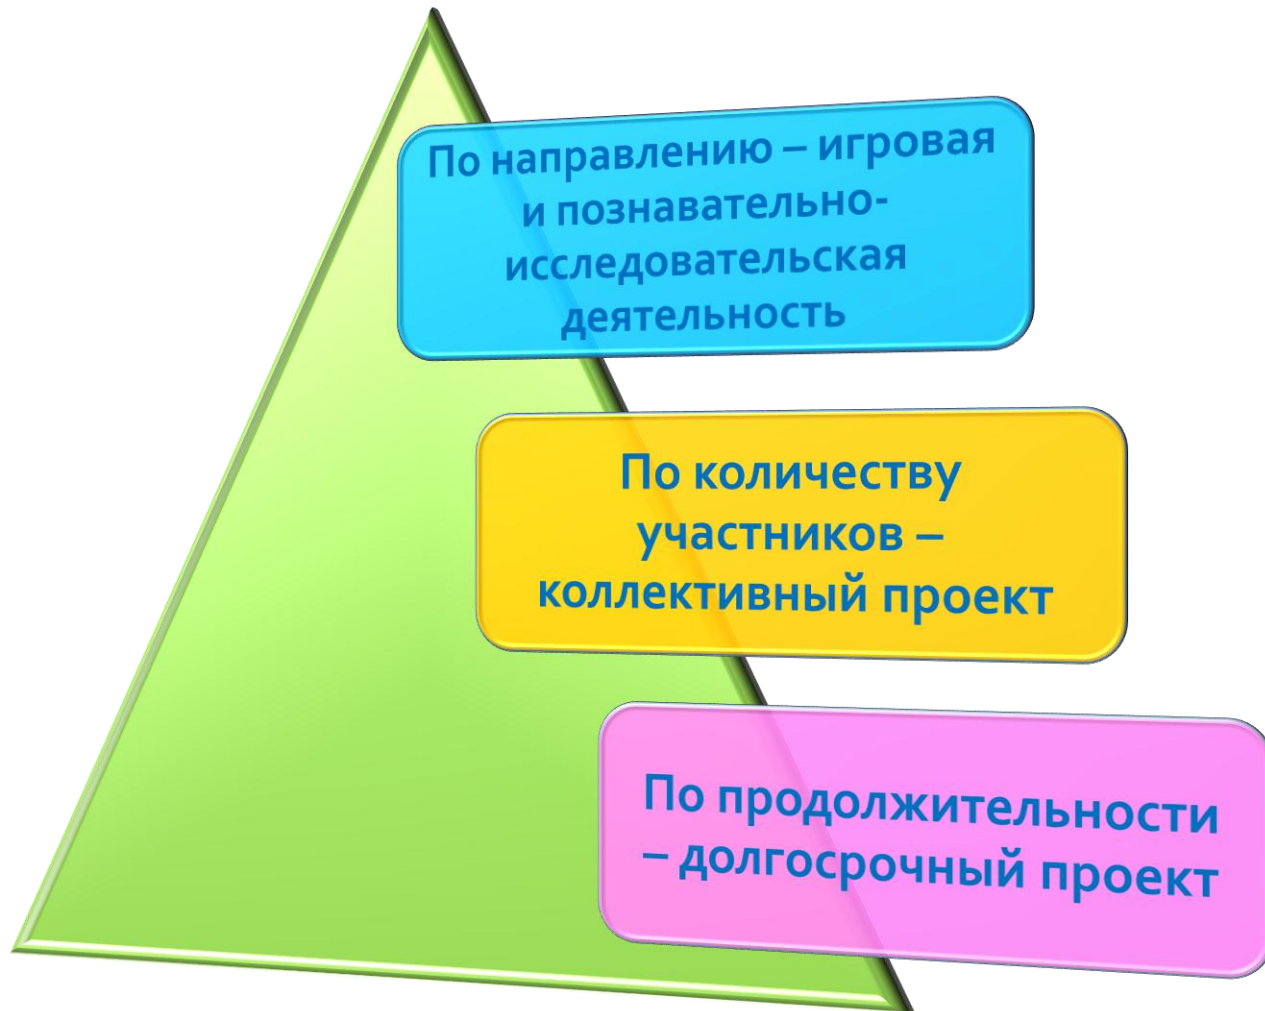 По направлению – игровая
и познавательно-
исследовательская
деятельность
По количеству
участников –
коллективный проект
По продолжительности
– долгосрочный проект